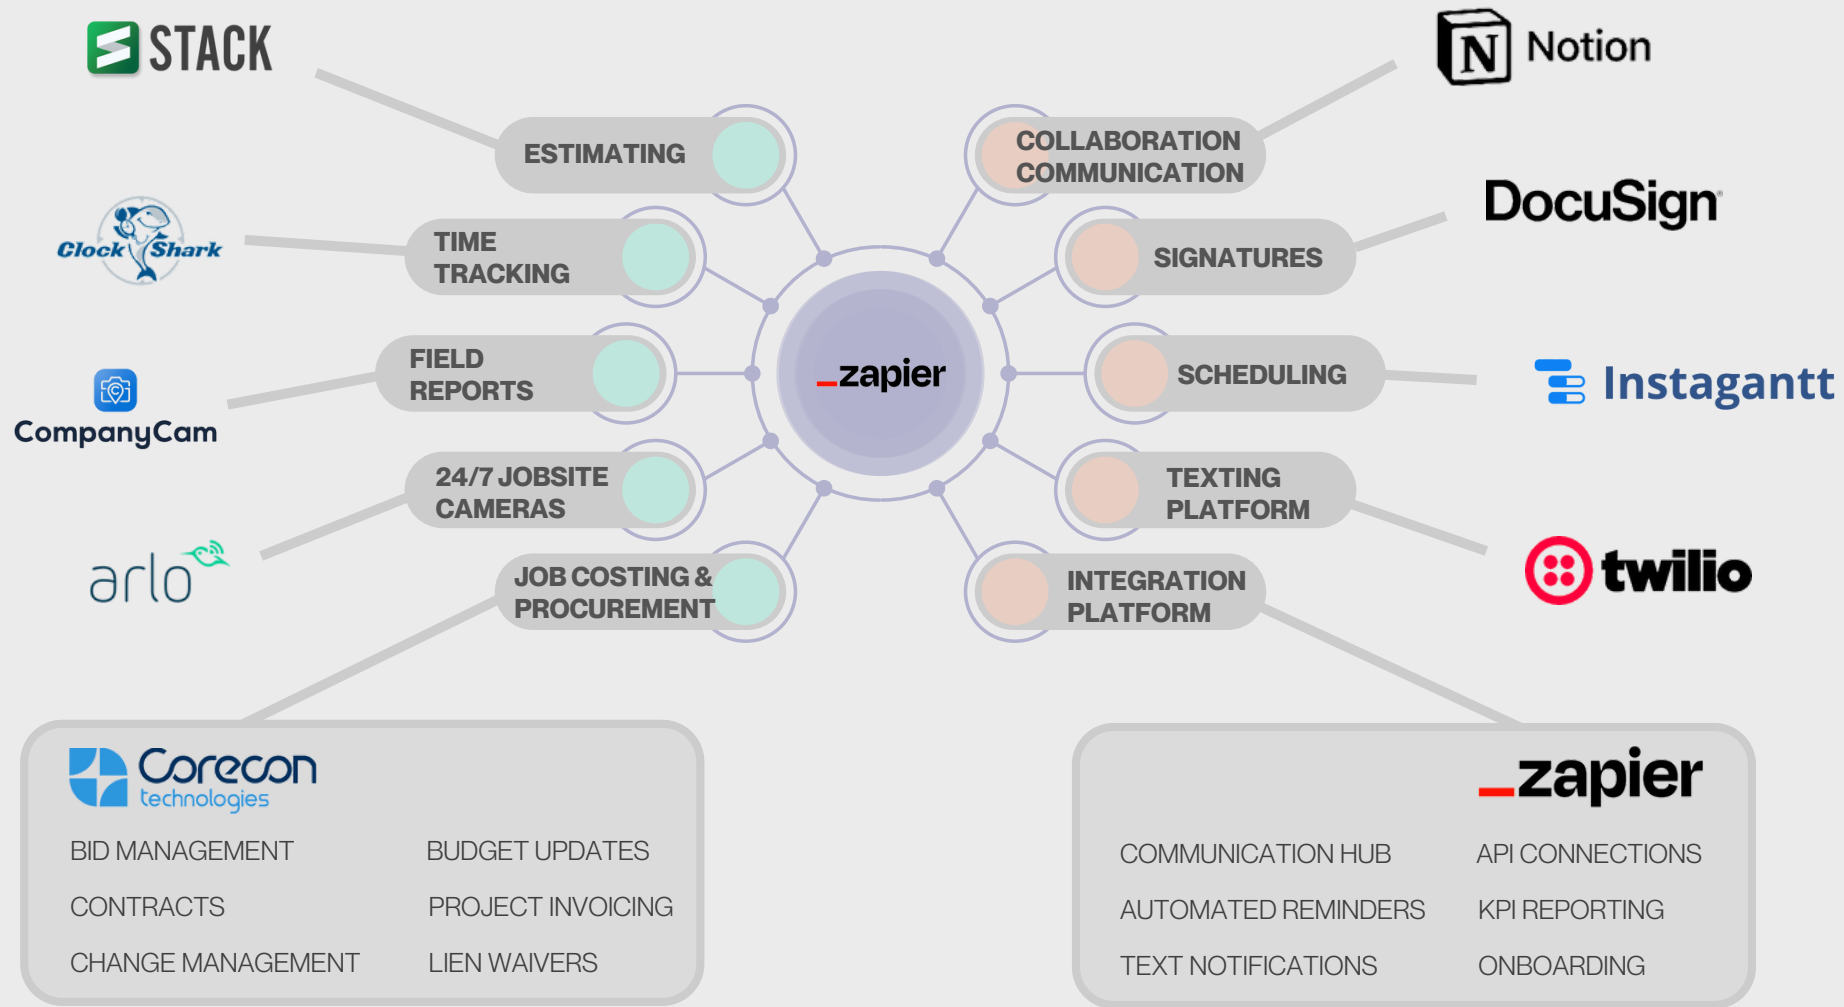 STACK
Notion
ESTIMATING
COLLABORATION
COMMUNICATION
Clock Shark
TIME
TRACKING
DocuSign
SIGNATURES
FIELD
REPORTS
CompanyCam
zapier
SCHEDULING
Instagantt
24/7 JOBSITE
CAMERAS
arlo
TEXTING
PLATFORM
twilio
JOB COSTING &
PROCUREMENT
INTEGRATION
PLATFORM
Corecon
technologies
BID MANAGEMENT
BUDGET UPDATES
CONTRACTS
PROJECT INVOICING
CHANGE MANAGEMENT
LIEN WAIVERS
zapier
COMMUNICATION HUB
API CONNECTIONS
AUTOMATED REMINDERS
KPI REPORTING
TEXT NOTIFICATIONS
ONBOARDING